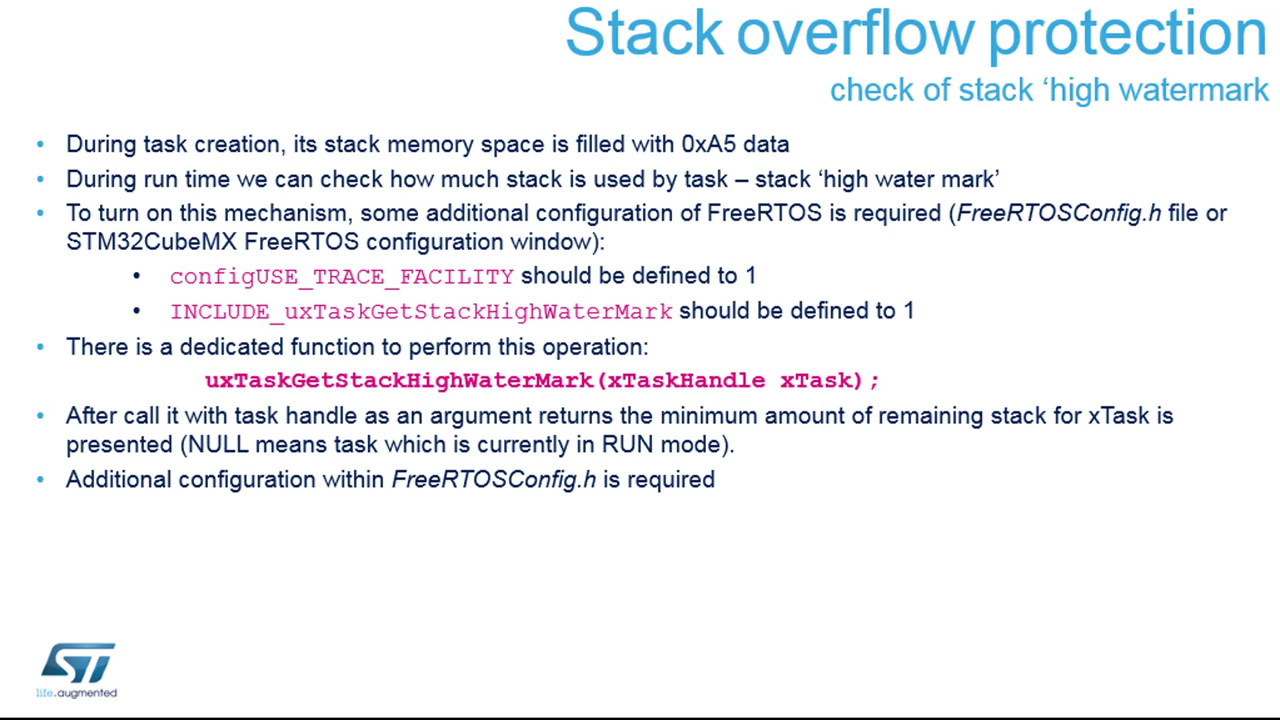 Stack overflow protection
check of stack ‘high watermark
• During task creation, its stack memory space is filled with 0xA5 data
• During run time we can check how much stack is used by task – stack ‘high water mark’
• To turn on this mechanism, some additional configuration of FreeRTOS is required (FreeRTOSConfig.h file or
STM32CubeMX FreeRTOS configuration window):
• configUSE_TRACE_FACILITY should be defined to 1
• INCLUDE_uxTaskGetStackHighWaterMark should be defined to 1
• There is a dedicated function to perform this operation:
uxTaskGetStackHighWaterMark(xTaskHandle xTask);
• After call it with task handle as an argument returns the minimum amount of remaining stack for xTask is
presented (NULL means task which is currently in RUN mode).
• Additional configuration within FreeRTOSConfig.h is required
ST
life.augmented